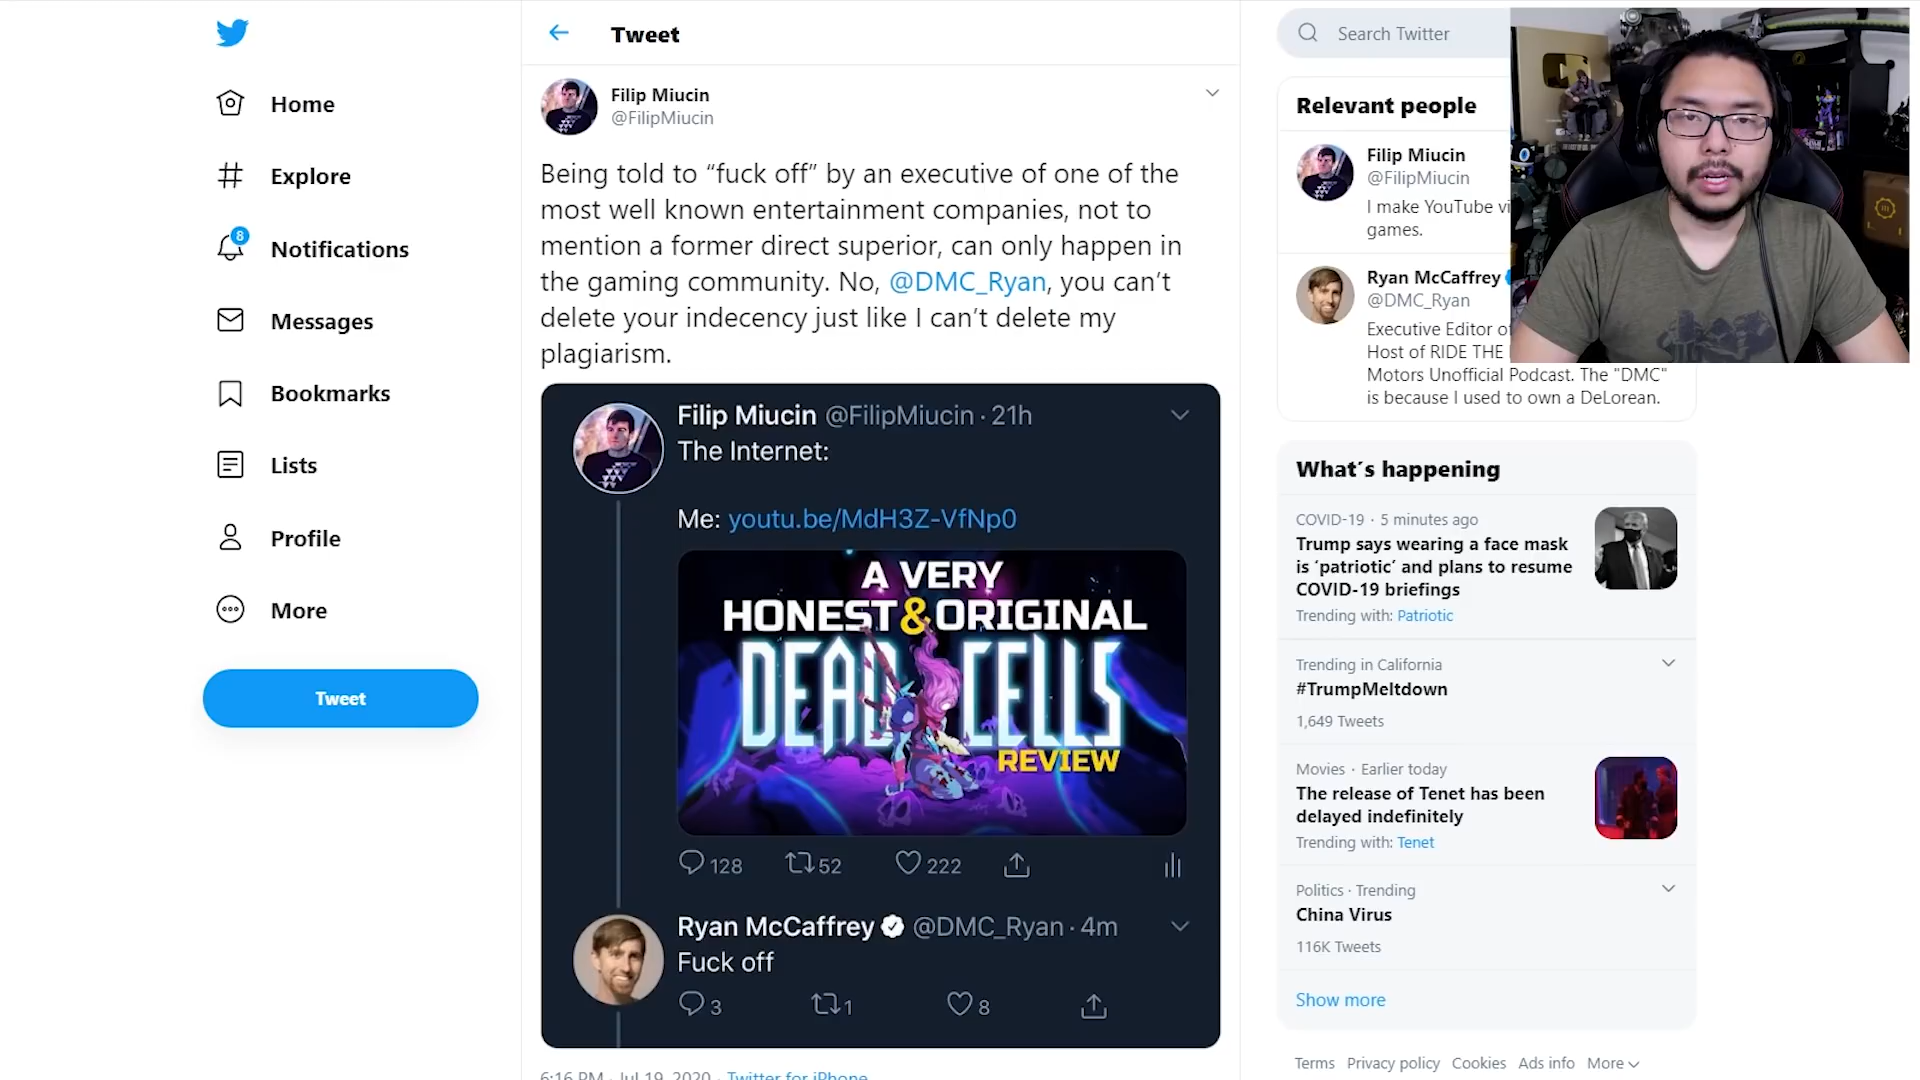 Home
Explore
8
Notifications
Messages
Bookmarks
Lists
Profile
More
Tweet
Tweet
Filip Miucin
@FilipMiucin
Being told to “fuck off” by an executive of one of the
most well known entertainment companies, not to
mention a former direct superior, can only happen in
the gaming community. No, @DMC_Ryan, you can’t
delete your indecency just like I can’t delete my
plagiarism.
Filip Miucin @FilipMiucin · 21h
The Internet:
Me: youtu.be/MdH3Z-VfNp0
A VERY
HONEST & ORIGINAL
DEAD CELLS
REVIEW
128 52 222
Ryan McCaffrey @DMC_Ryan · 4m
Fuck off
3 1 8
6:16 PM · Jul 19, 2020 · Twitter for iPhone
Search Twitter
Relevant people
Filip Miucin
@FilipMiucin
I make YouTube vi
games.
Ryan McCaffrey
@DMC_Ryan
Executive Editor o
Host of RIDE THE
Motors Unofficial Podcast. The "DMC"
is because I used to own a DeLorean.
What´s happening
COVID-19 · 5 minutes ago
Trump says wearing a face mask
is ‘patriotic’ and plans to resume
COVID-19 briefings
Trending with: Patriotic
Trending in California
#TrumpMeltdown
1,649 Tweets
Movies · Earlier today
The release of Tenet has been
delayed indefinitely
Trending with: Tenet
Politics · Trending
China Virus
116K Tweets
Show more
Terms Privacy policy Cookies Ads info More